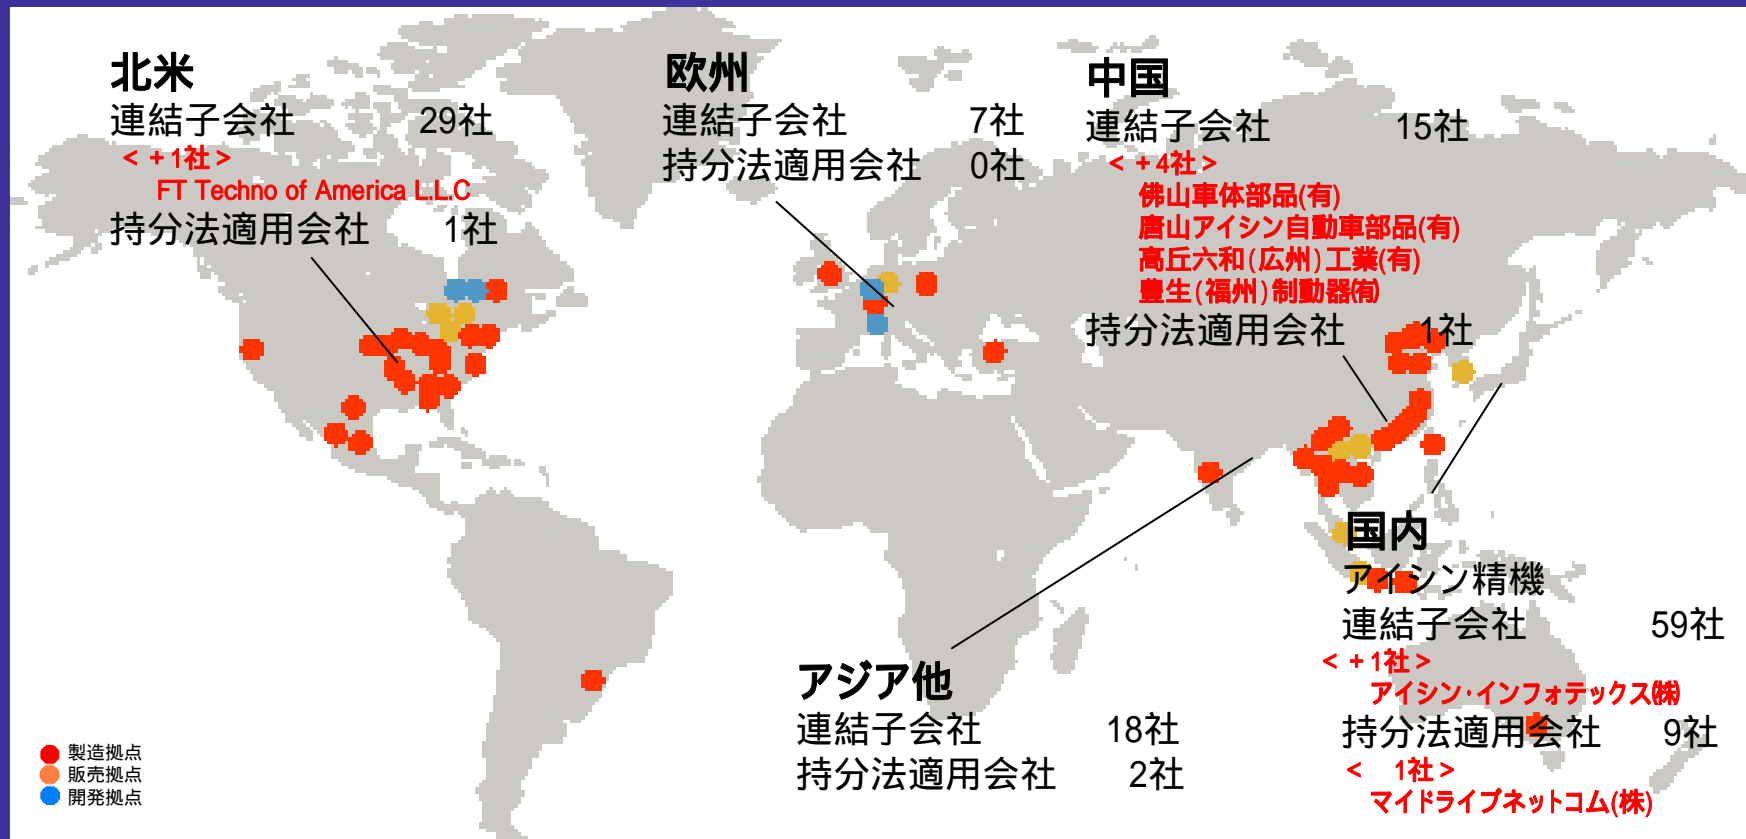 北米
連結子会社 29社
＜＋1社＞
FT Techno of America L.L.C
持分法適用会社 1社
欧州
連結子会社 7社
持分法適用会社 0社
中国
連結子会社 15社
＜＋4社＞
佛山車体部品(有)
唐山アイシン自動車部品(有)
高丘六和(広州)工業(有)
豊生(福州)制動器(有)
持分法適用会社 1社
アジア他
連結子会社 18社
持分法適用会社 2社
国内
アイシン精機
連結子会社 59社
＜＋1社＞
アイシン・インフォテックス(株)
持分法適用会社 9社
＜ 1社＞
マイドライブネットコム(株)
製造拠点
販売拠点
開発拠点